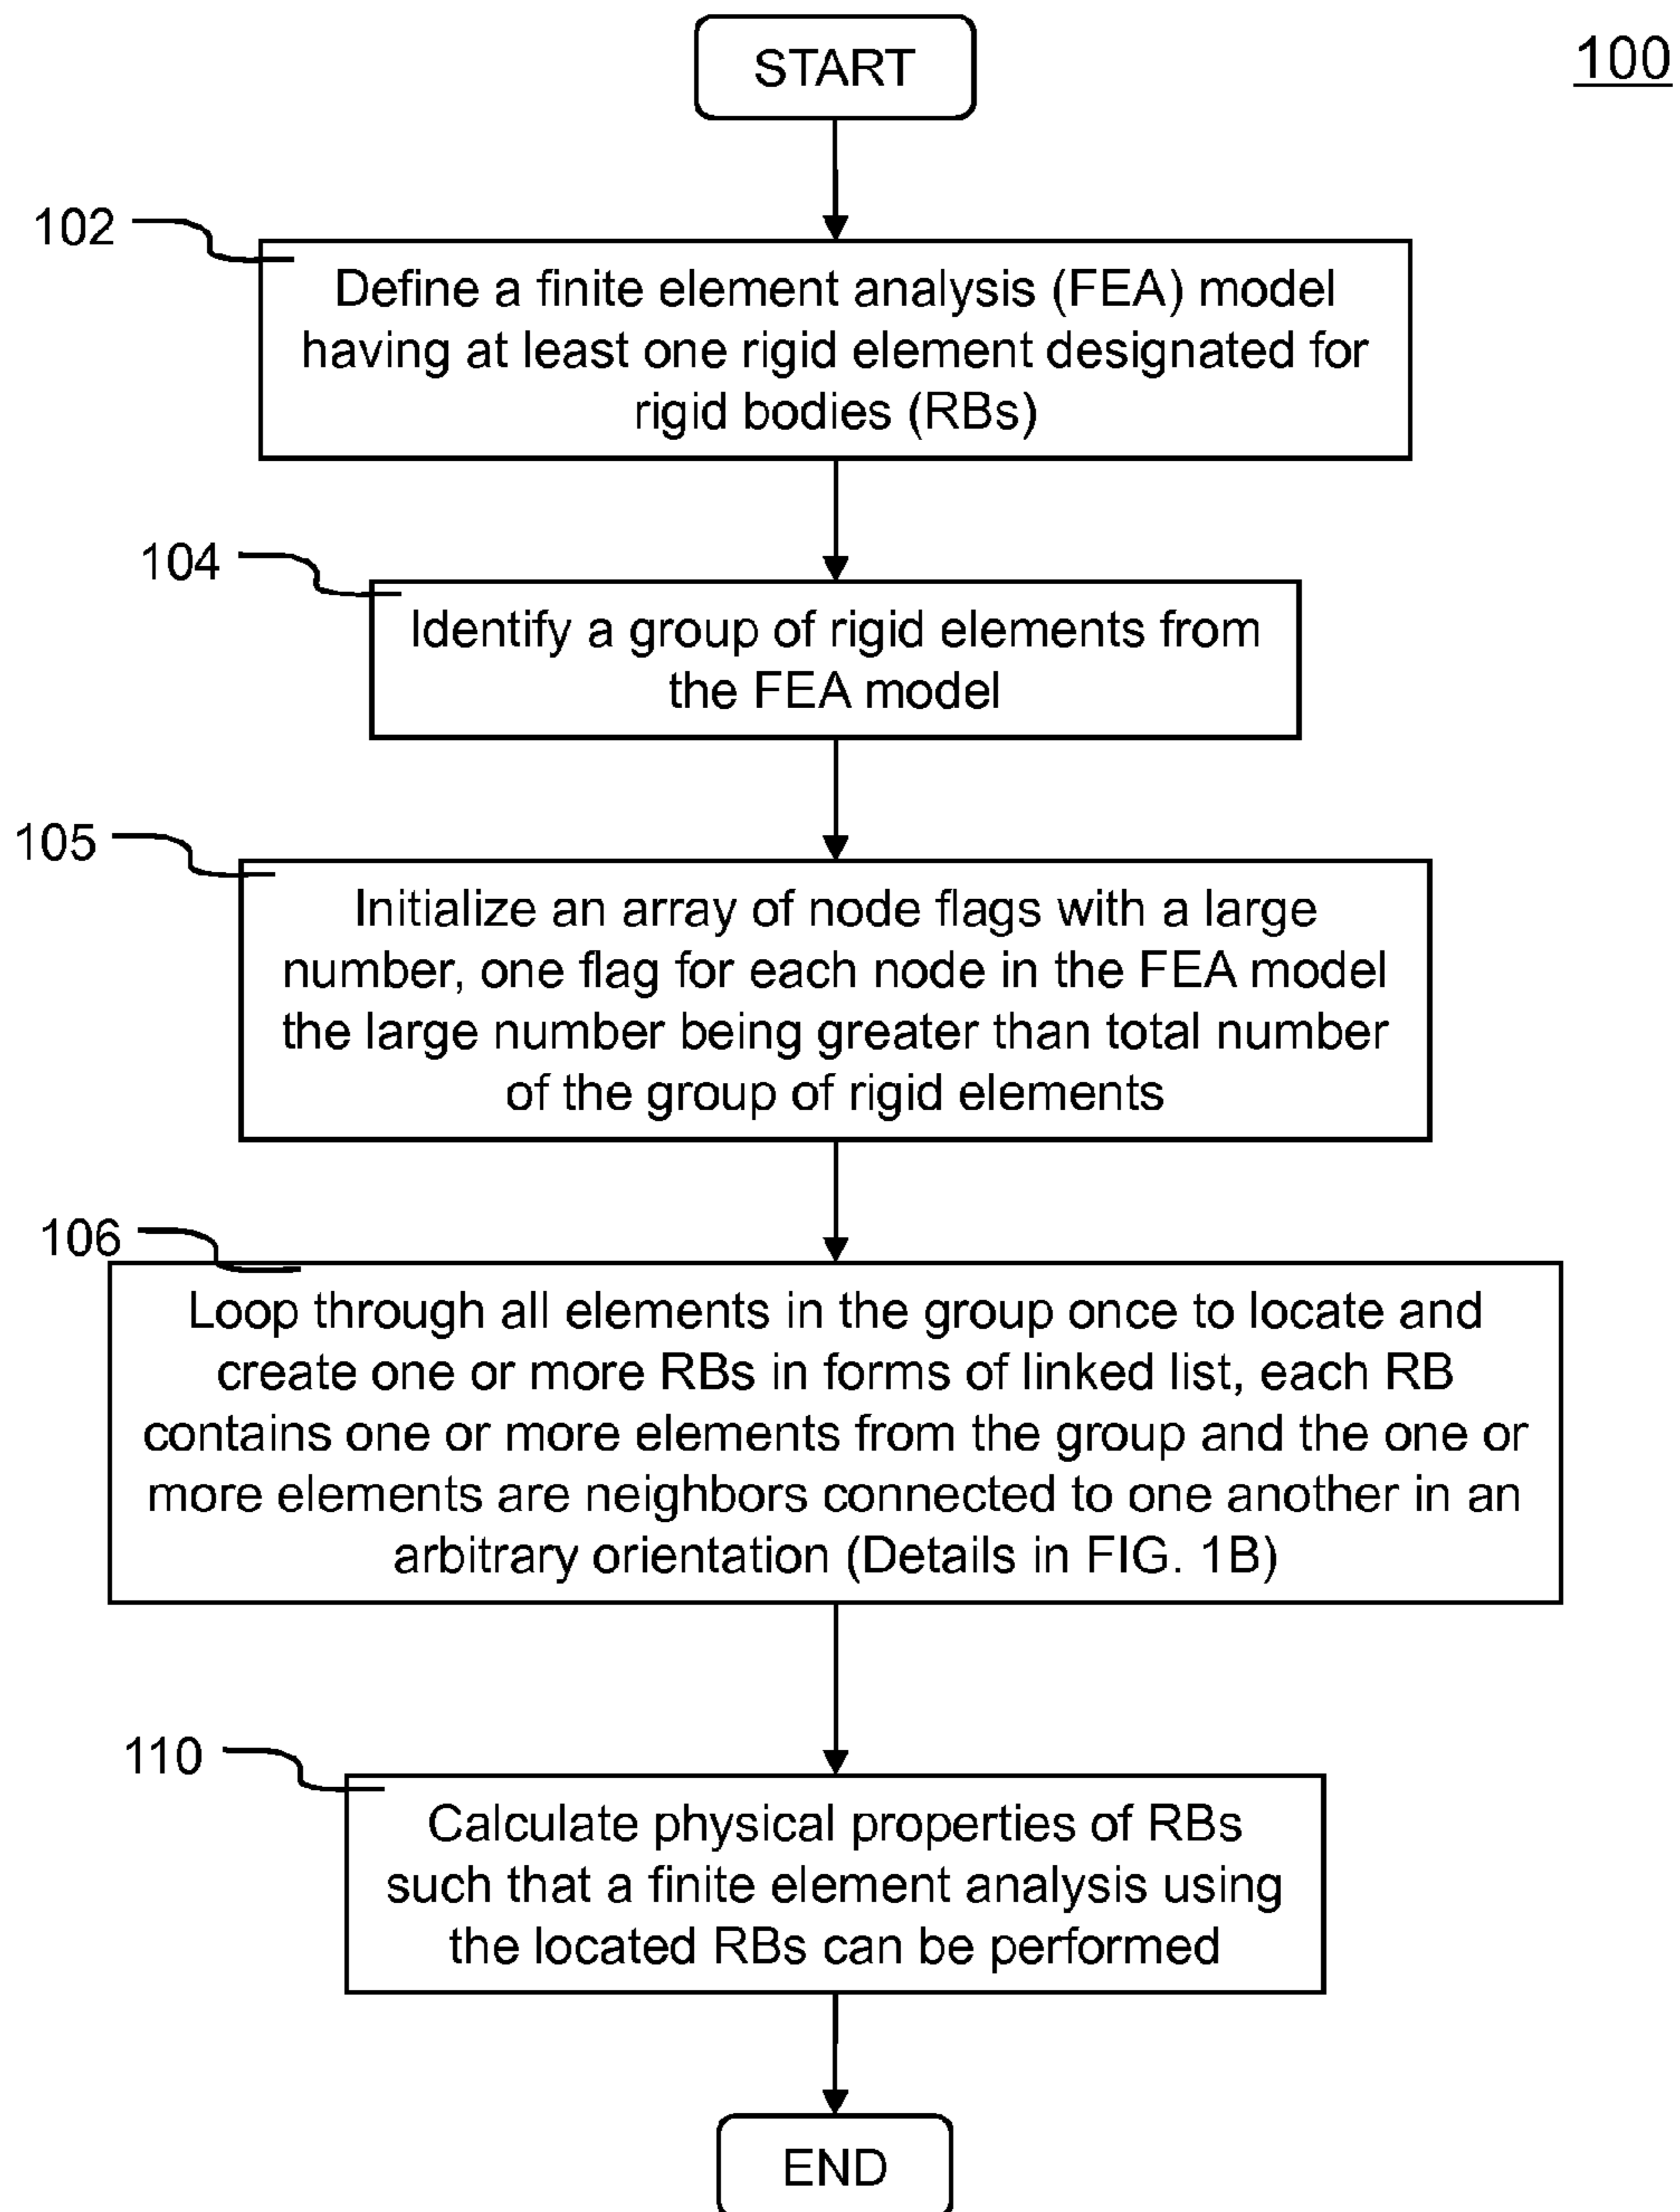 START
100
102
Define a finite element analysis (FEA) model
having at least one rigid element designated for
rigid bodies (RBs)
104
Identify a group of rigid elements from
the FEA model
105
Initialize an array of node flags with a large
number, one flag for each node in the FEA model
the large number being greater than total number
of the group of rigid elements
106
Loop through all elements in the group once to locate and
create one or more RBs in forms of linked list, each RB
contains one or more elements from the group and the one or
more elements are neighbors connected to one another in an
arbitrary orientation (Details in FIG. 1B)
110
Calculate physical properties of RBs
such that a finite element analysis using
the located RBs can be performed
END